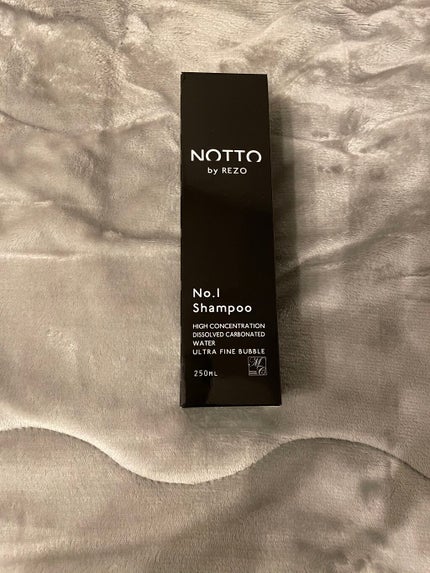 NOTTO
by REZO
No.1
Shampoo
HIGH CONCENTRATION
DISSOLVED CARBONATED
WATER
ULTRA FINE BUBBLE
250ML